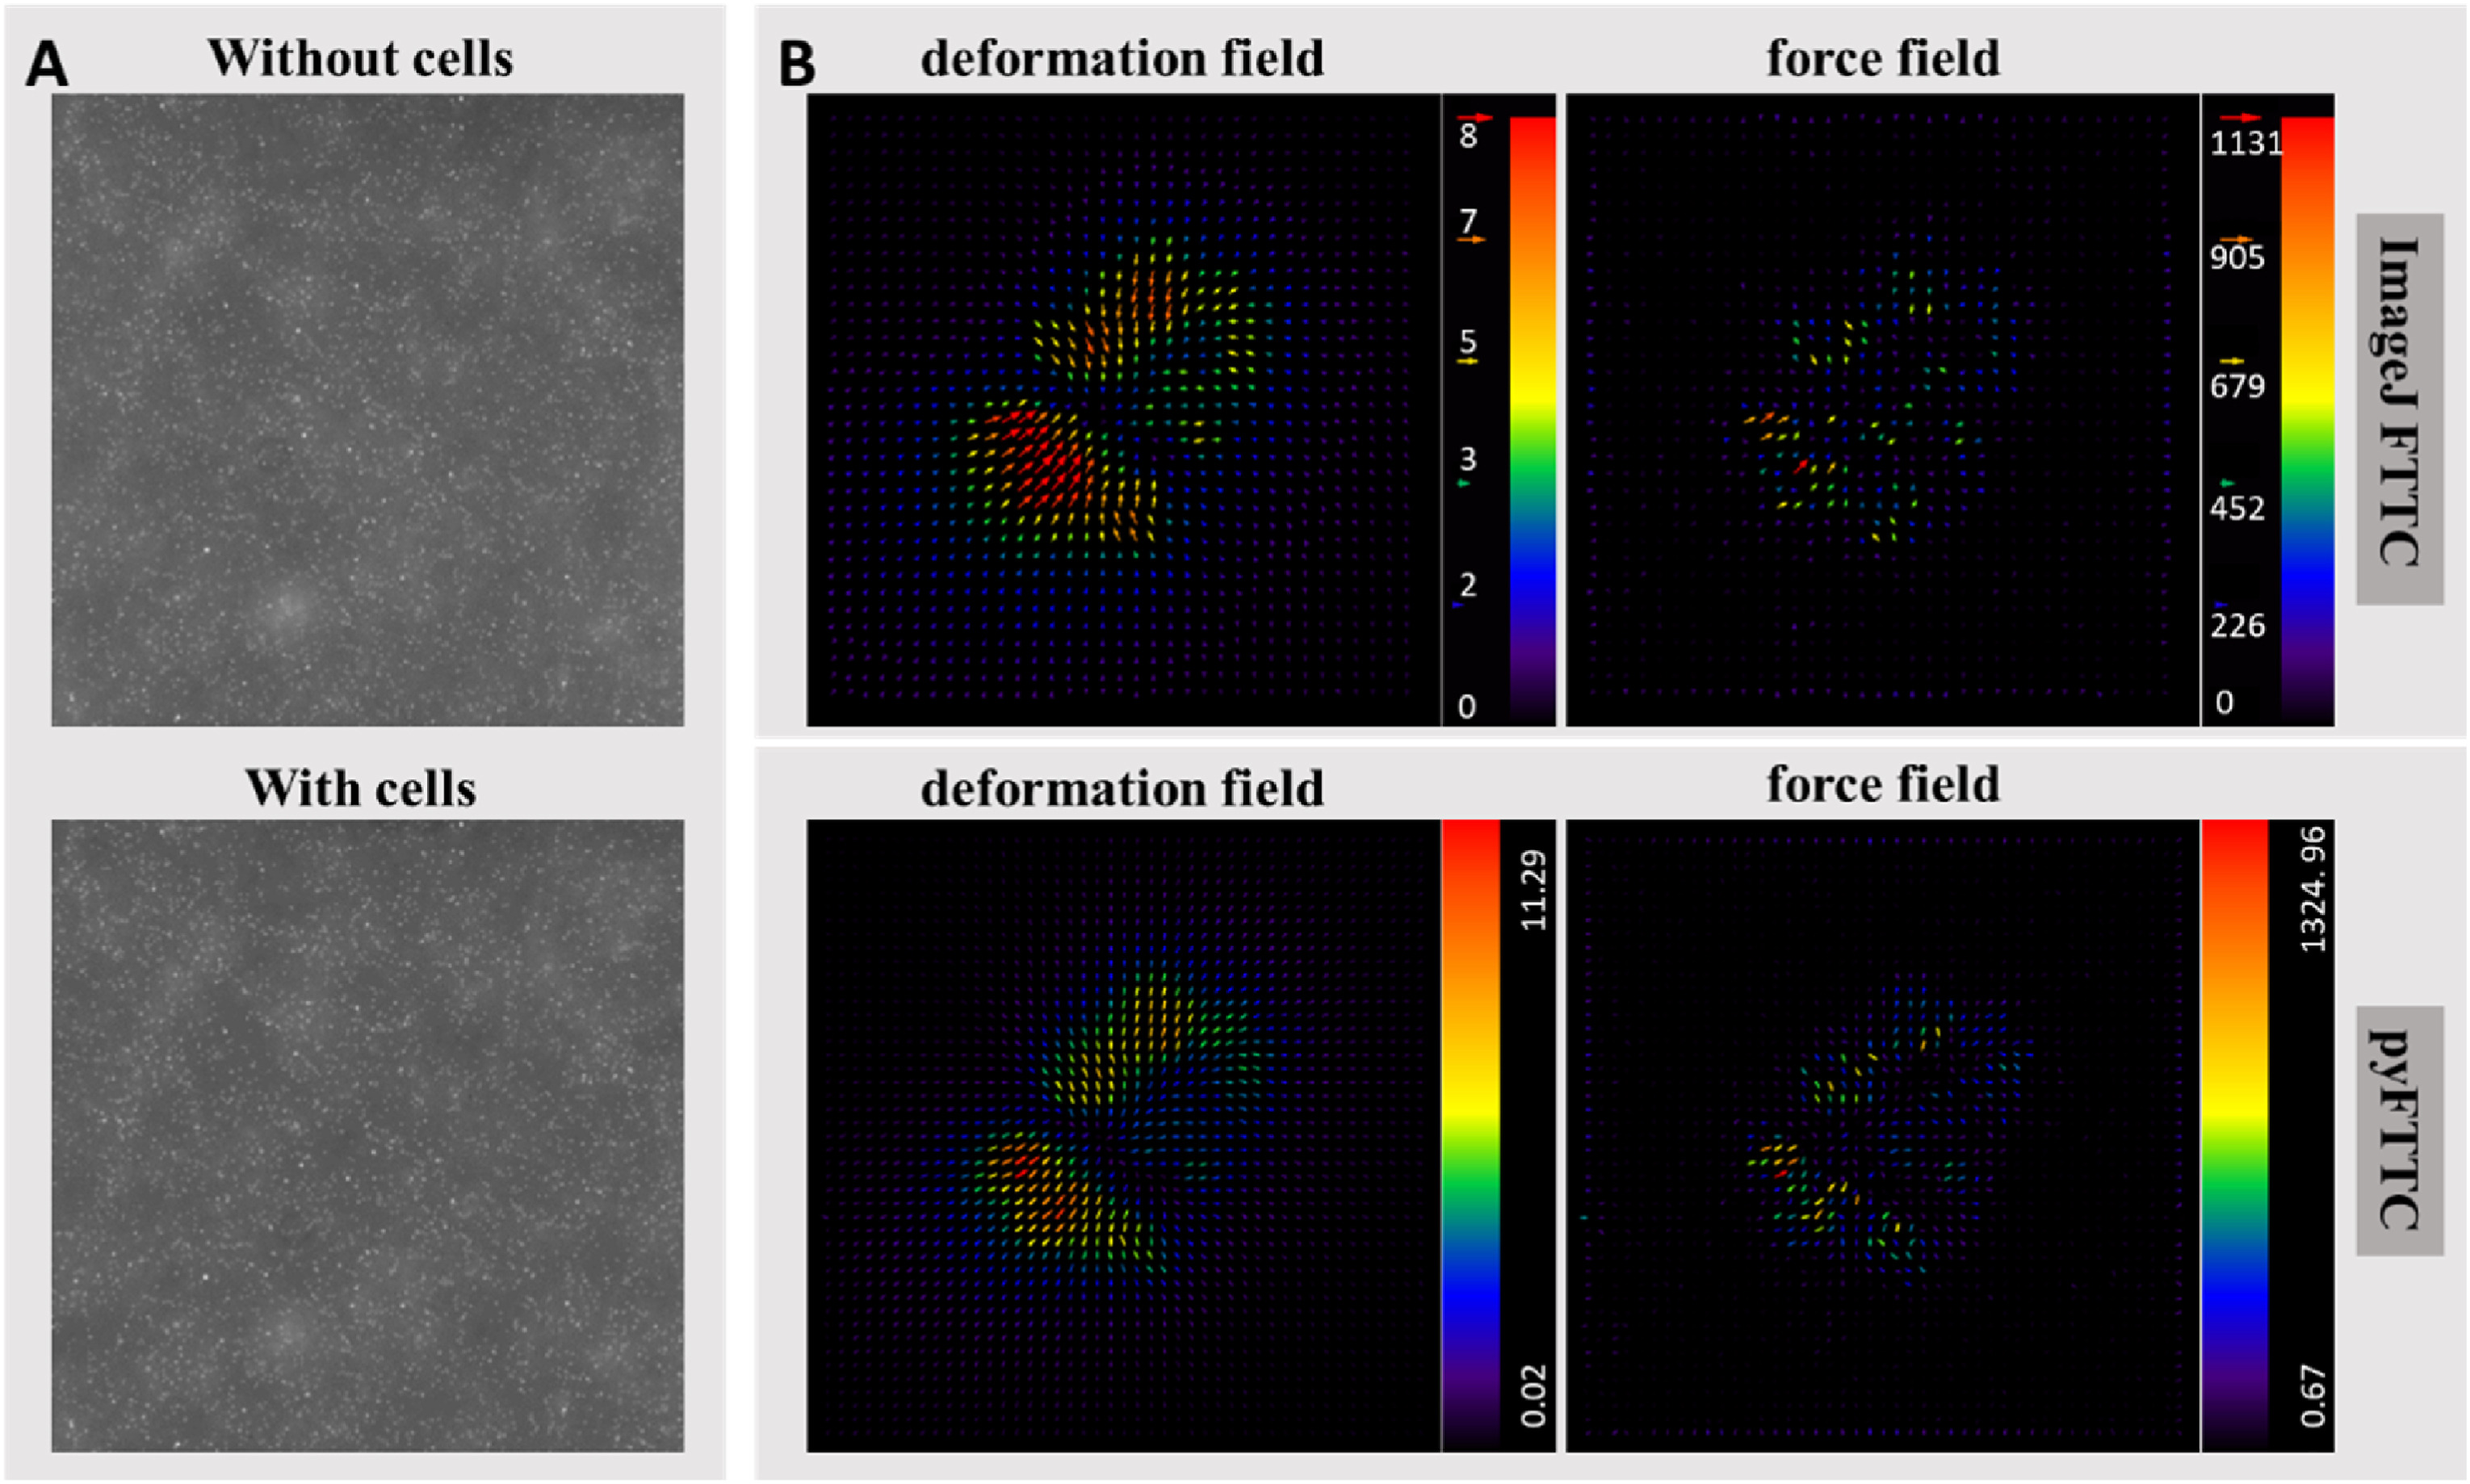 A
Without cells
With cells
B
deformation field
force field
8
7
5
3
2
0
1131
905
679
452
226
0
ImageJ FTTC
deformation field
force field
11.29
0.02
1324.96
0.67
pyFTTC